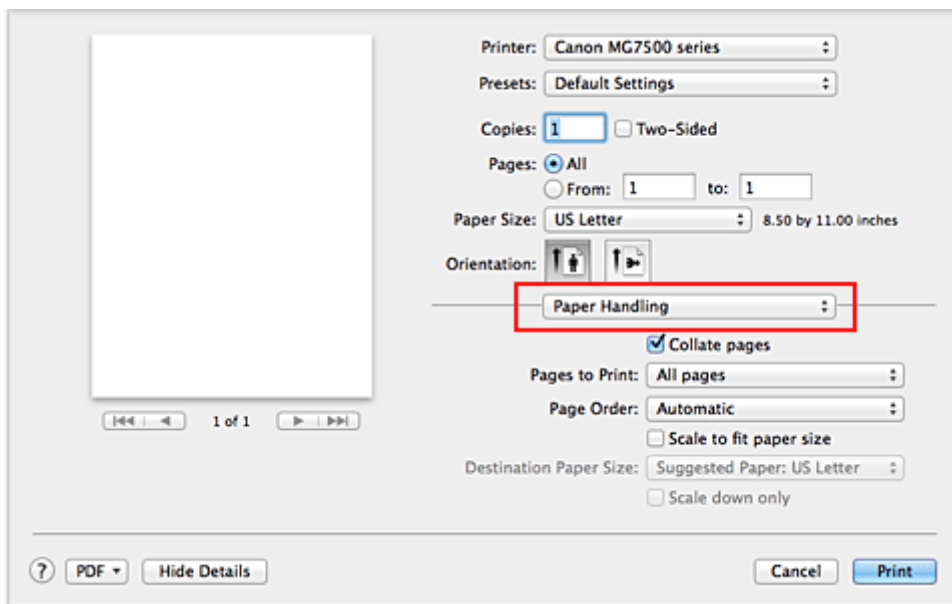 Printer: Canon MG7500 series
Presets: Default Settings
Copies: 1 Two-Sided
Pages: All
From: 1 to: 1
Paper Size: US Letter 8.50 by 11.00 inches
Orientation:
Paper Handling
Collate pages
Pages to Print: All pages
Page Order: Automatic
Scale to fit paper size
Destination Paper Size: Suggested Paper: US Letter
Scale down only
1 of 1
? PDF Hide Details Cancel Print